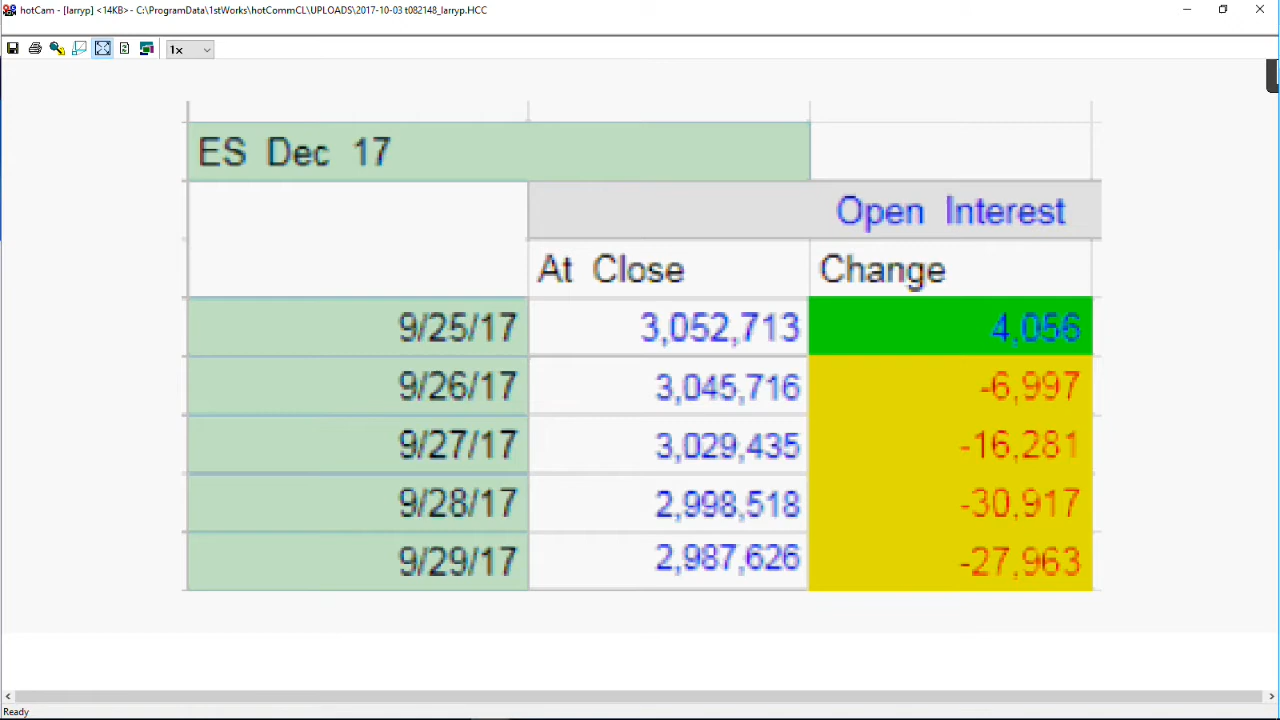 hotCam - [larryp] <14KB> - C:\ProgramData\1stWorks\hotCommCL\UPLOADS\2017-10-03 t082148_larryp.HCC
1x
ES Dec 17
Open Interest
At Close Change
9/25/17 3,052,713 4,056
9/26/17 3,045,716 -6,997
9/27/17 3,029,435 -16,281
9/28/17 2,998,518 -30,917
9/29/17 2,987,626 -27,963
Ready